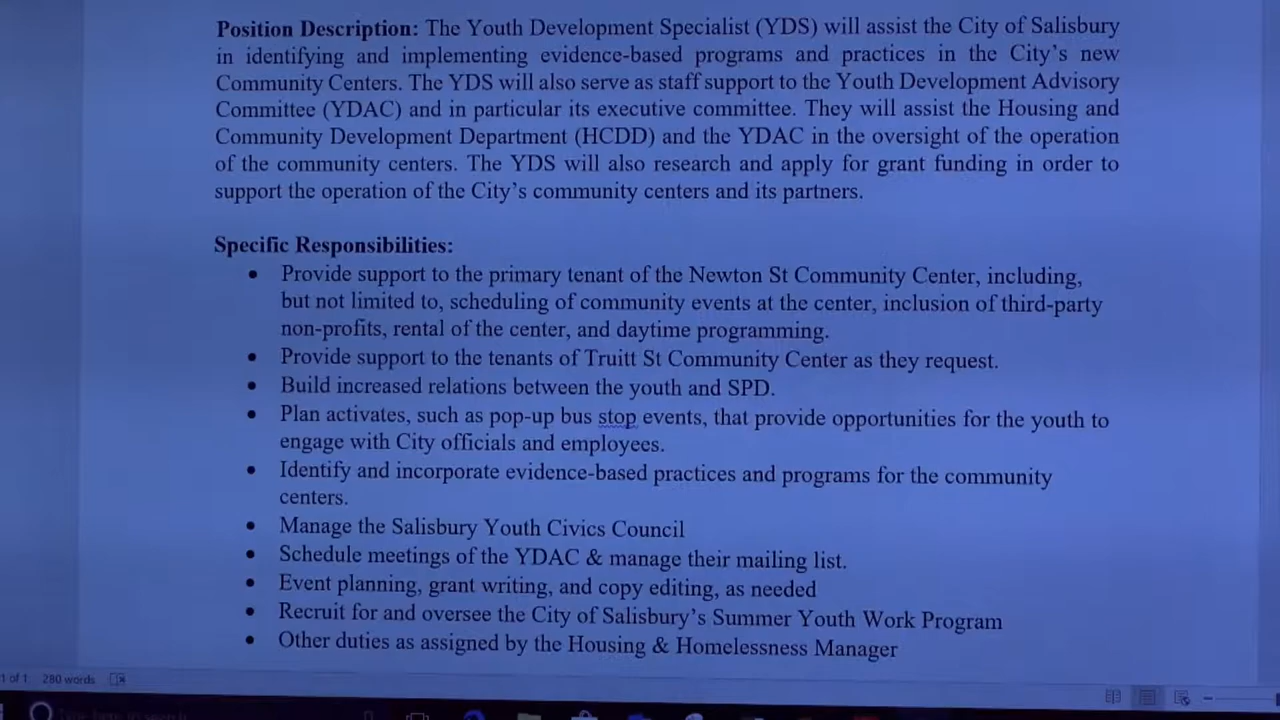 Position Description: The Youth Development Specialist (YDS) will assist the City of Salisbury
in identifying and implementing evidence-based programs and practices in the City's new
Community Centers. The YDS will also serve as staff support to the Youth Development Advisory
Committee (YDAC) and in particular its executive committee. They will assist the Housing and
Community Development Department (HCDD) and the YDAC in the oversight of the operation
of the community centers. The YDS will also research and apply for grant funding in order to
support the operation of the City's community centers and its partners.
Specific Responsibilities:
• Provide support to the primary tenant of the Newton St Community Center, including,
but not limited to, scheduling of community events at the center, inclusion of third-party
non-profits, rental of the center, and daytime programming.
• Provide support to the tenants of Truitt St Community Center as they request.
• Build increased relations between the youth and SPD.
• Plan activates, such as pop-up bus stop events, that provide opportunities for the youth to
engage with City officials and employees.
• Identify and incorporate evidence-based practices and programs for the community
centers.
• Manage the Salisbury Youth Civics Council
• Schedule meetings of the YDAC & manage their mailing list.
• Event planning, grant writing, and copy editing, as needed
• Recruit for and oversee the City of Salisbury's Summer Youth Work Program
• Other duties as assigned by the Housing & Homelessness Manager
1 of 1 280 words